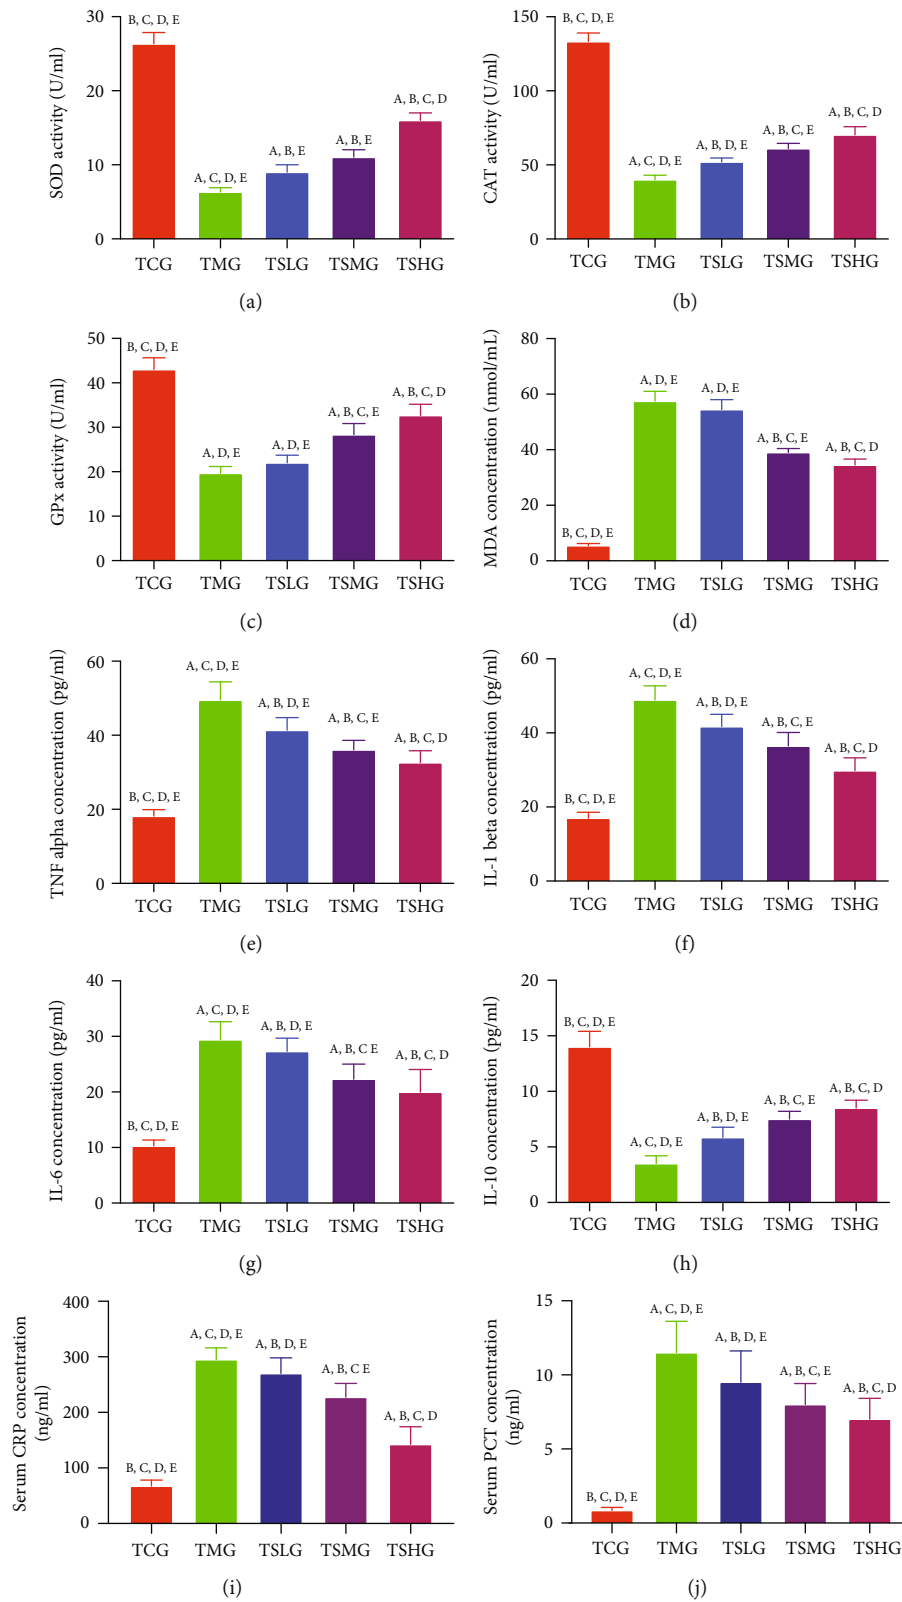 SOD activity (U/ml)
30
20
10
0
B, C, D, E
A, C, D, E
A, B, E
A, B, E
A, B, C, D
TCG TMG TSLG TSMG TSHG
(a)
CAT activity (U/ml)
150
100
50
0
B, C, D, E
A, C, D, E
A, B, D, E
A, B, C, E
A, B, C, D
TCG TMG TSLG TSMG TSHG
(b)
GPx activity (U/ml)
50
40
30
20
10
0
B, C, D, E
A, D, E
A, D, E
A, B, C, E
A, B, C, D
TCG TMG TSLG TSMG TSHG
(c)
MDA concentration (nmol/mL)
80
60
40
20
0
B, C, D, E
A, D, E
A, D, E
A, B, C, E
A, B, C, D
TCG TMG TSLG TSMG TSHG
(d)
TNF alpha concentration (pg/ml)
60
40
20
0
B, C, D, E
A, C, D, E
A, B, D, E
A, B, C, E
A, B, C, D
TCG TMG TSLG TSMG TSHG
(e)
IL-1 beta concentration (pg/ml)
60
40
20
0
B, C, D, E
A, C, D, E
A, B, D, E
A, B, C, E
A, B, C, D
TCG TMG TSLG TSMG TSHG
(f)
IL-6 concentration (pg/ml)
40
30
20
10
0
B, C, D, E
A, C, D, E
A, B, D, E
A, B, C E
A, B, C, D
TCG TMG TSLG TSMG TSHG
(g)
IL-10 concentration (pg/ml)
20
15
10
5
0
B, C, D, E
A, C, D, E
A, B, D, E
A, B, C, E
A, B, C, D
TCG TMG TSLG TSMG TSHG
(h)
Serum CRP concentration
(ng/ml)
400
300
200
100
0
B, C, D, E
A, C, D, E
A, B, D, E
A, B, C E
A, B, C, D
TCG TMG TSLG TSMG TSHG
(i)
Serum PCT concentration
(ng/ml)
15
10
5
0
B, C, D, E
A, C, D, E
A, B, D, E
A, B, C, E
A, B, C, D
TCG TMG TSLG TSMG TSHG
(j)